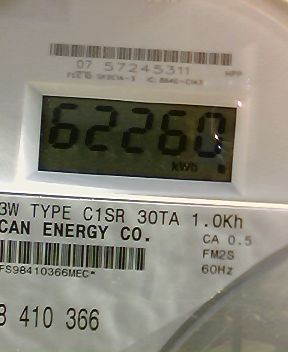 07 57245311
62260
kWh
3W TYPE C1SR 30TA 1.0Kh
CAN ENERGY CO.
CA 0.5
FM2S
60Hz
FS98410366MEC*
8 410 366